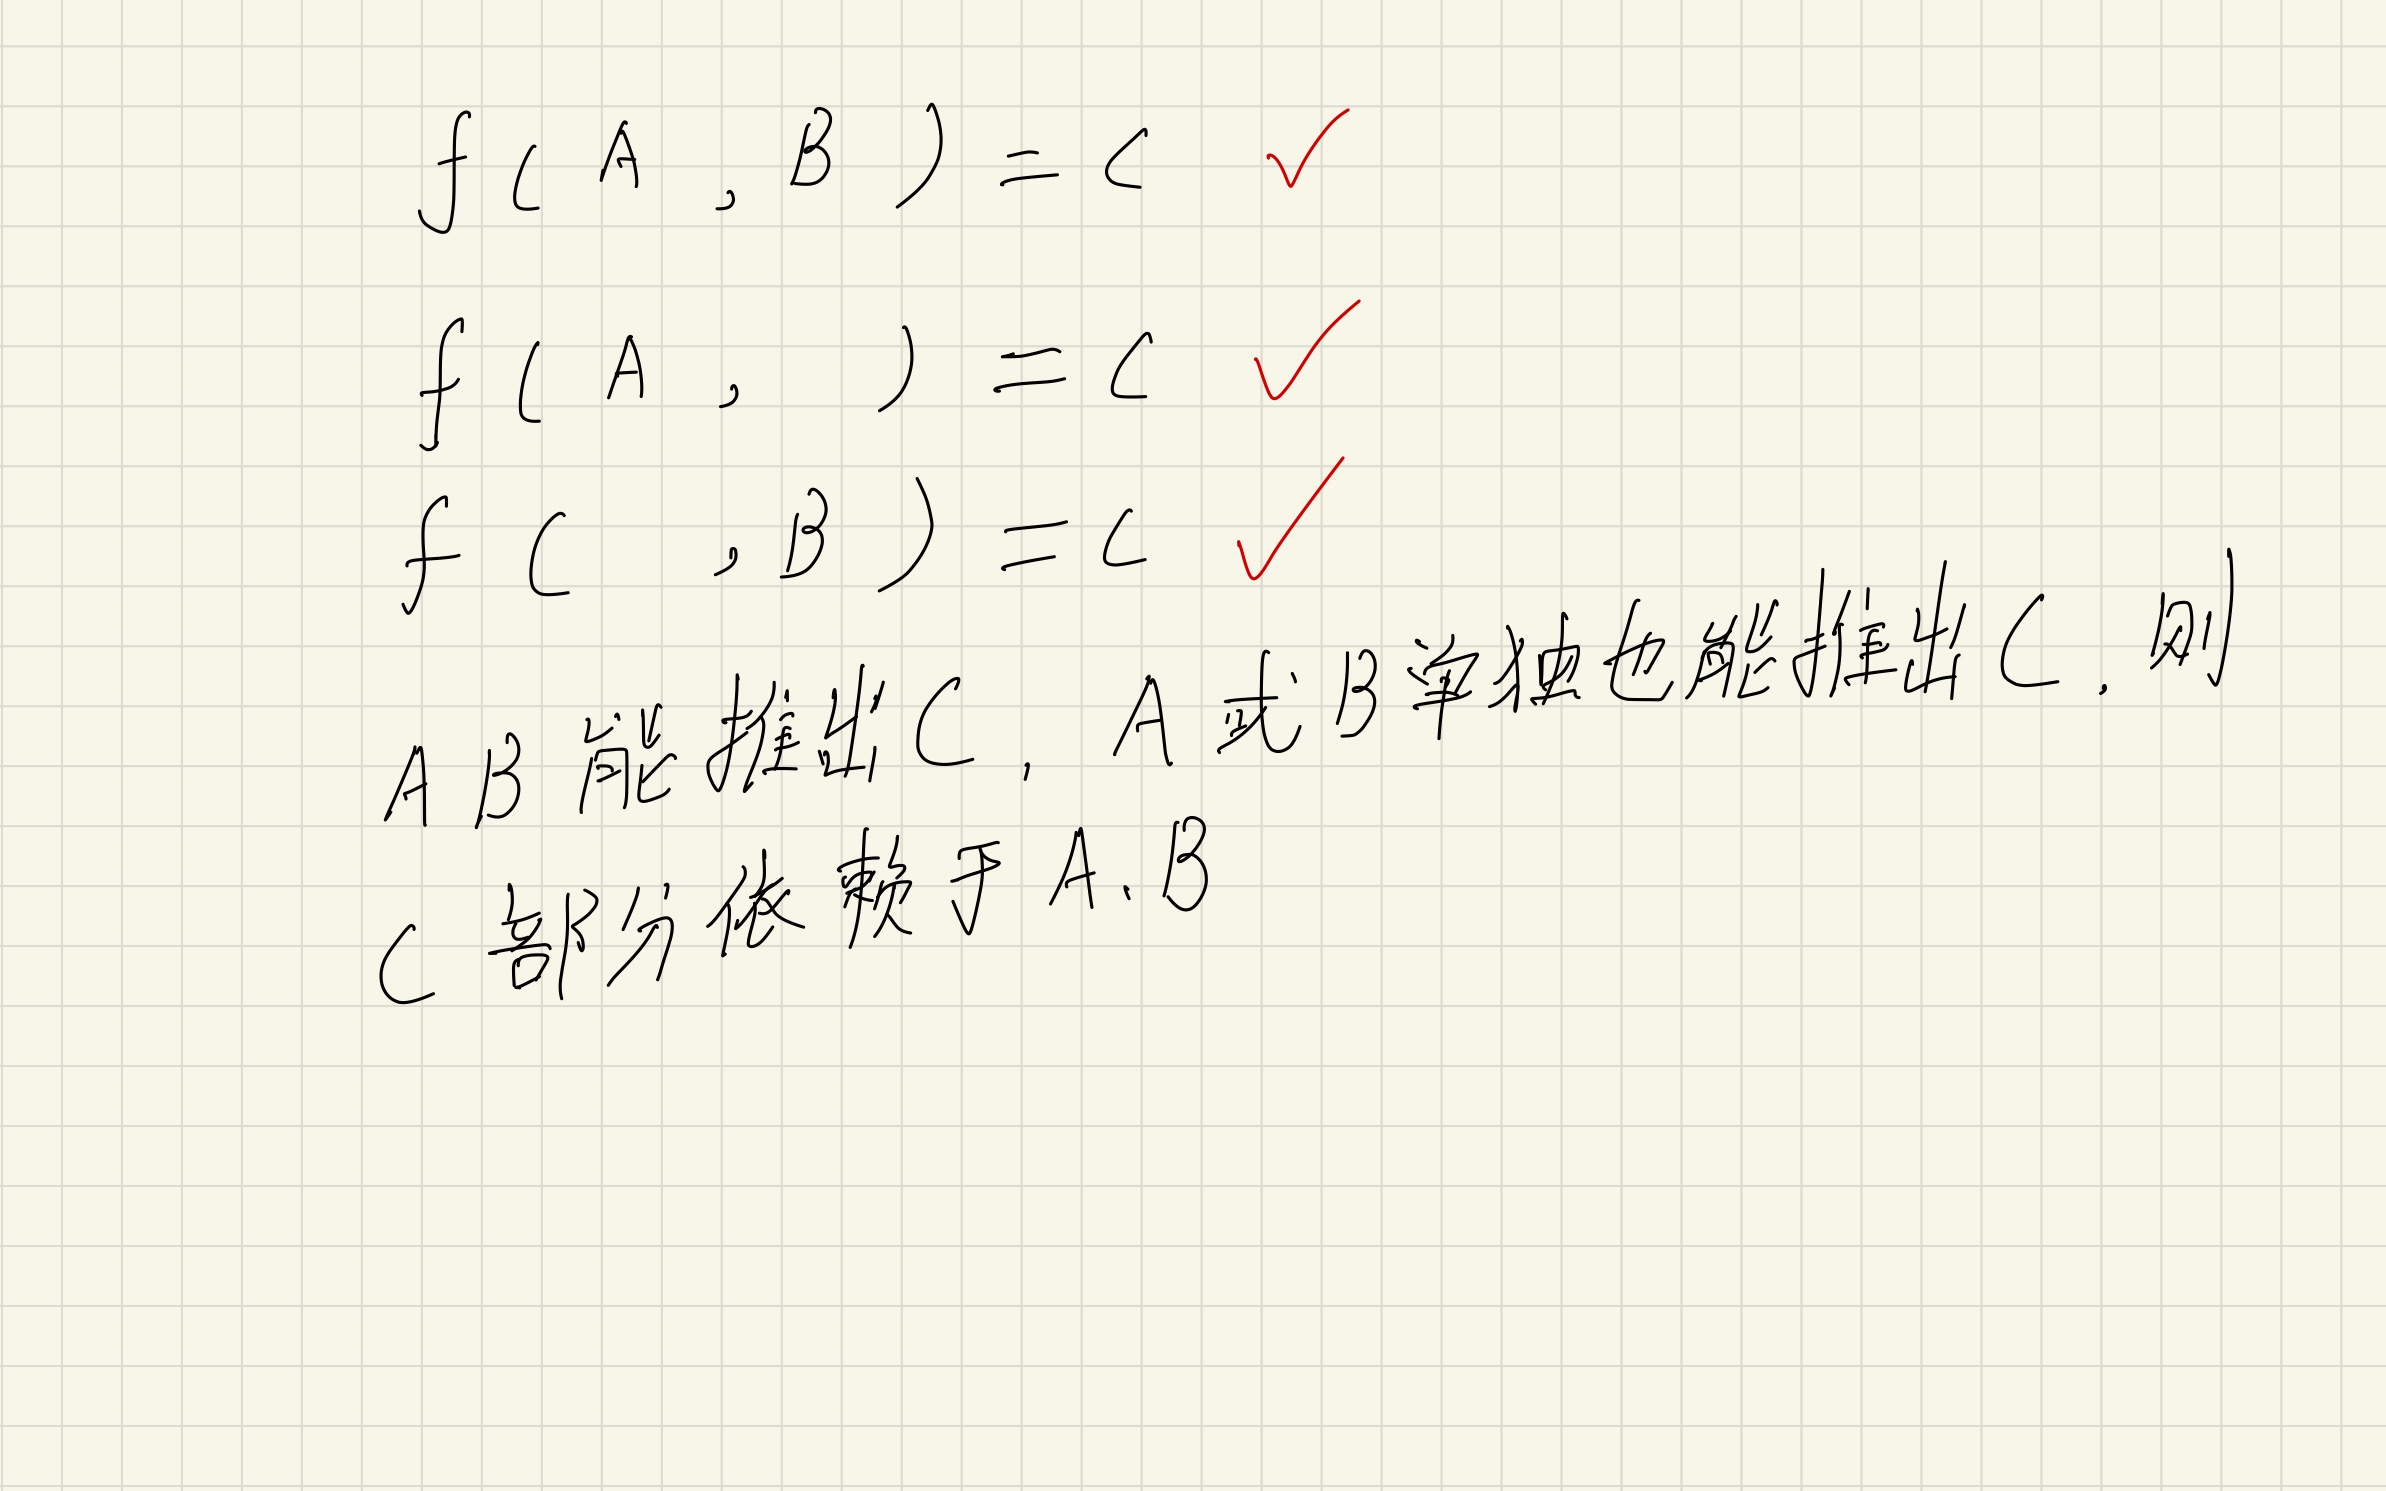 f(A,B)=C ✓
f(A, )=C ✓
f( ,B)=C ✓
AB能推出C,A或B单独也能推出C,则
C部分依赖于A、B